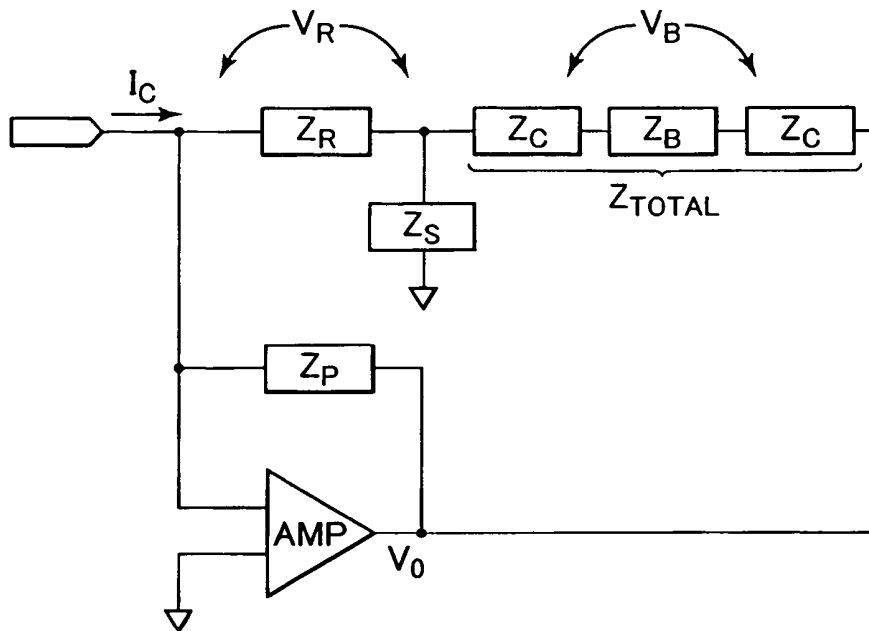 V_R
V_B
I_C
Z_R
Z_C
Z_B
Z_C
Z_TOTAL
Z_S
Z_P
AMP
V_0